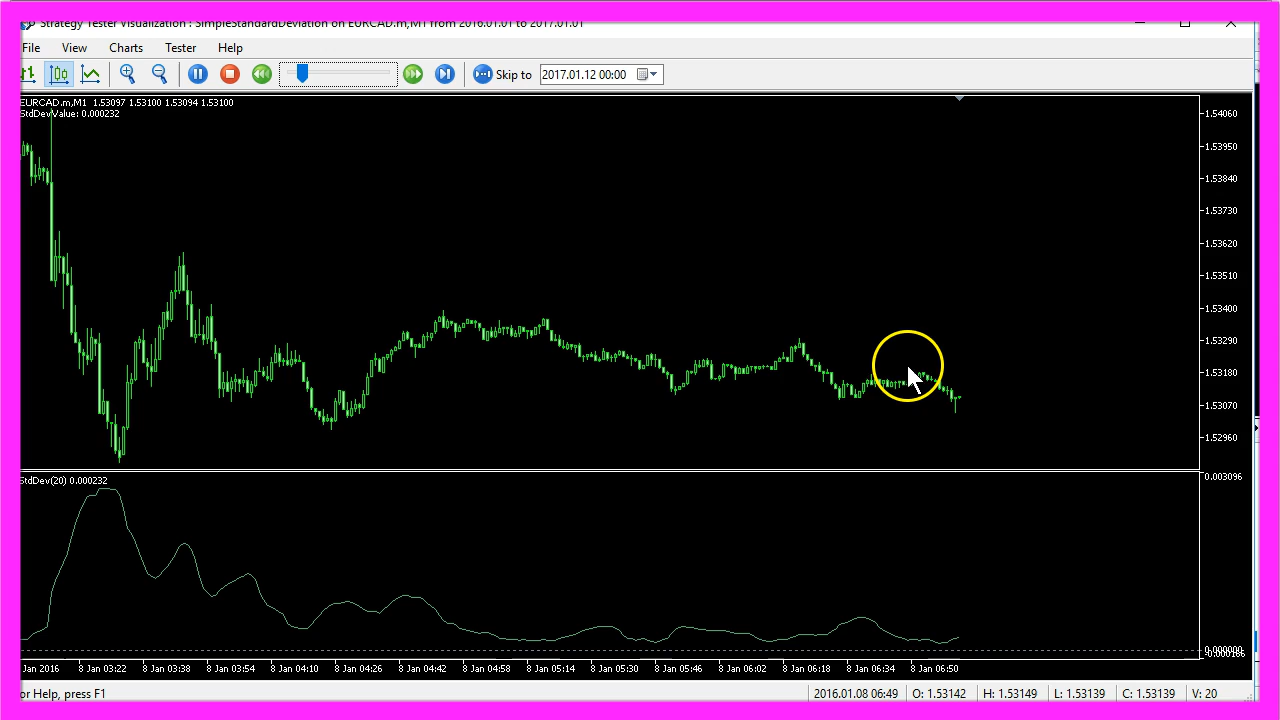 Strategy Tester Visualization : SimpleStandardDeviation on EURCAD.m,M1 from 2016.01.01 to 2017.01.01
File View Charts Tester Help
Skip to 2017.01.12 00:00
EURCAD.m,M1 1.53097 1.53100 1.53094 1.53100
StdDevValue: 0.000232
1.54060
1.53950
1.53840
1.53730
1.53620
1.53510
1.53400
1.53290
1.53180
1.53070
1.52960
StdDev(20) 0.000232
0.003096
0.000000
Jan 2016 8 Jan 03:22 8 Jan 03:38 8 Jan 03:54 8 Jan 04:10 8 Jan 04:26 8 Jan 04:42 8 Jan 04:58 8 Jan 05:14 8 Jan 05:30 8 Jan 05:46 8 Jan 06:02 8 Jan 06:18 8 Jan 06:34 8 Jan 06:50
or Help, press F1 2016.01.08 06:49 O: 1.53142 H: 1.53149 L: 1.53139 C: 1.53139 V: 20